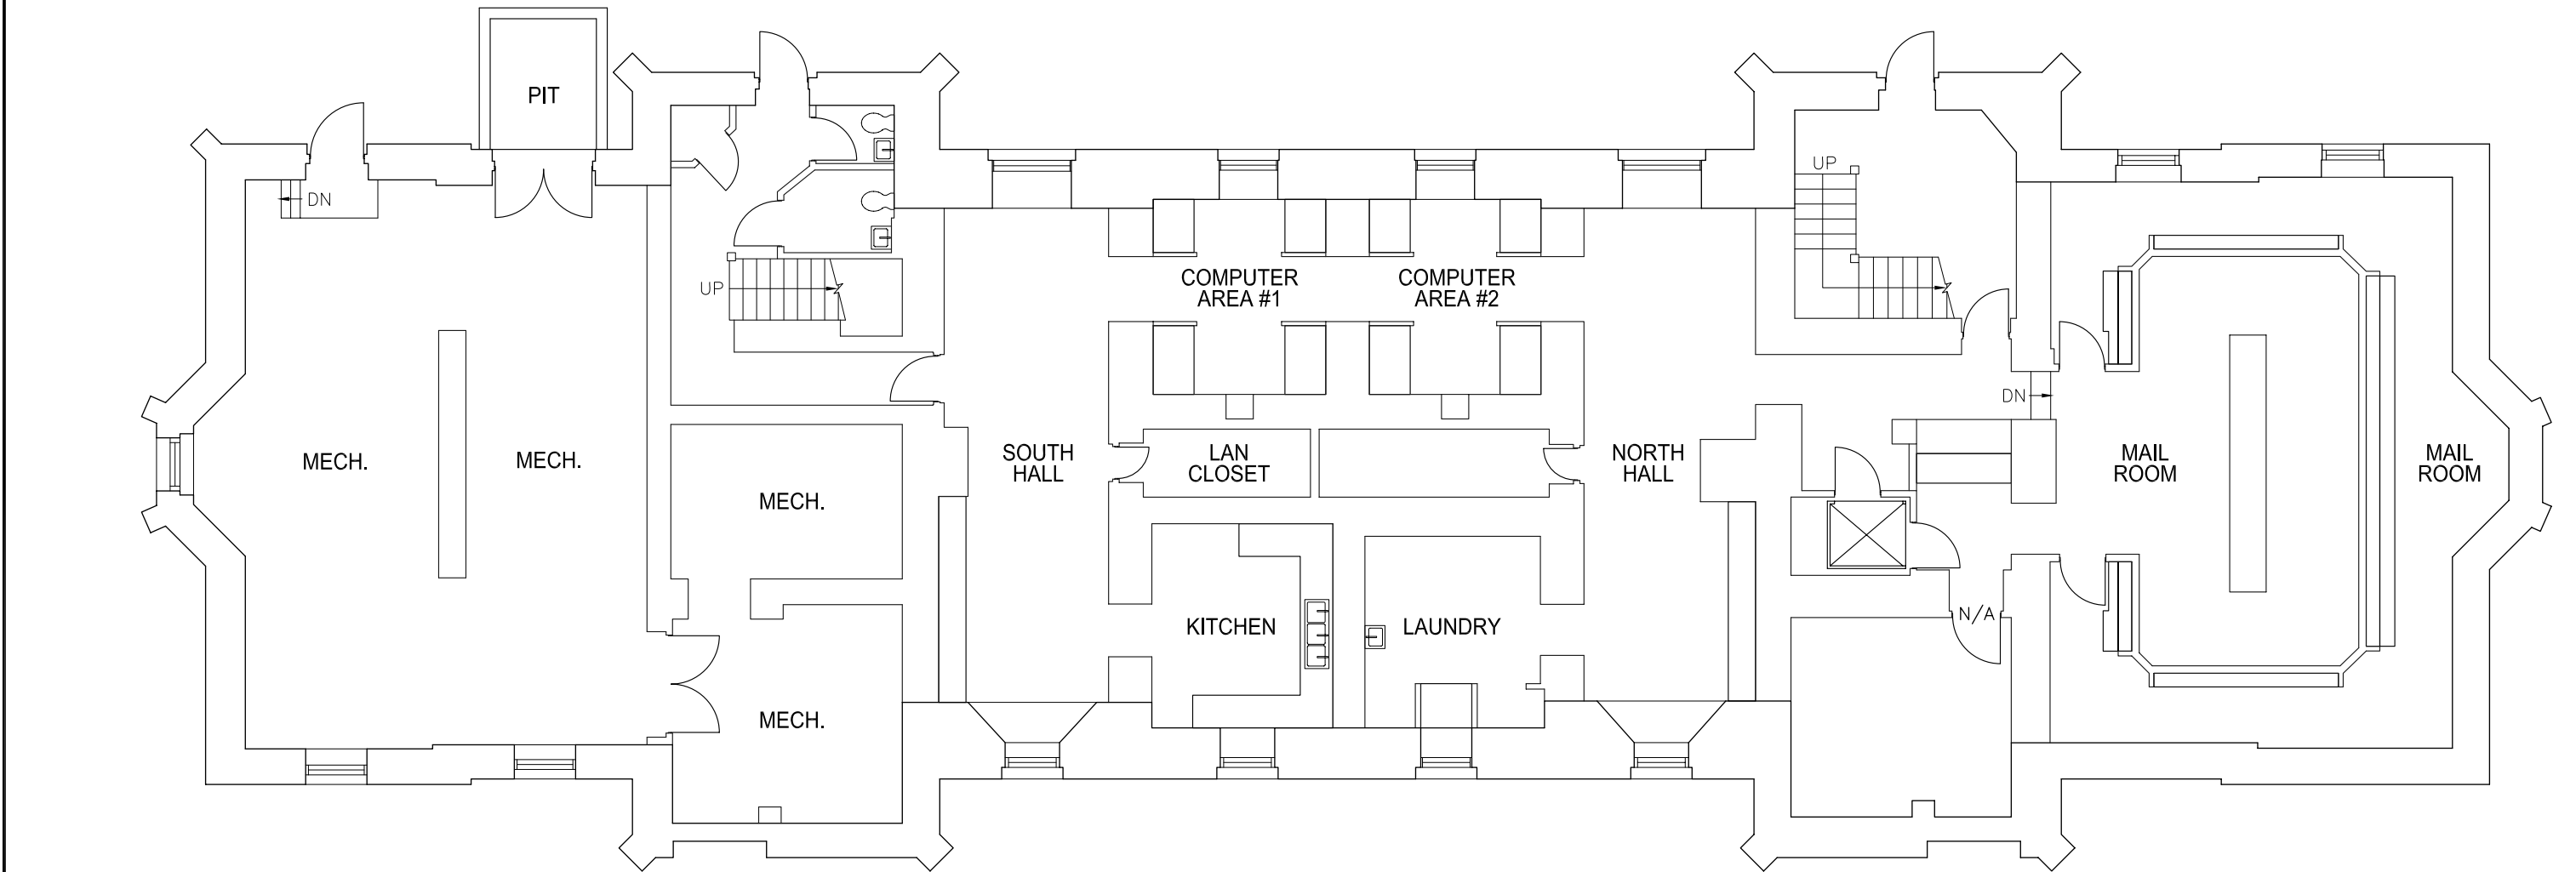 PIT
DN
UP
UP
COMPUTER
AREA #1
COMPUTER
AREA #2
UP
DN
MECH.
MECH.
SOUTH
HALL
LAN
CLOSET
NORTH
HALL
MAIL
ROOM
MAIL
ROOM
MECH.
KITCHEN
LAUNDRY
N/A
MECH.